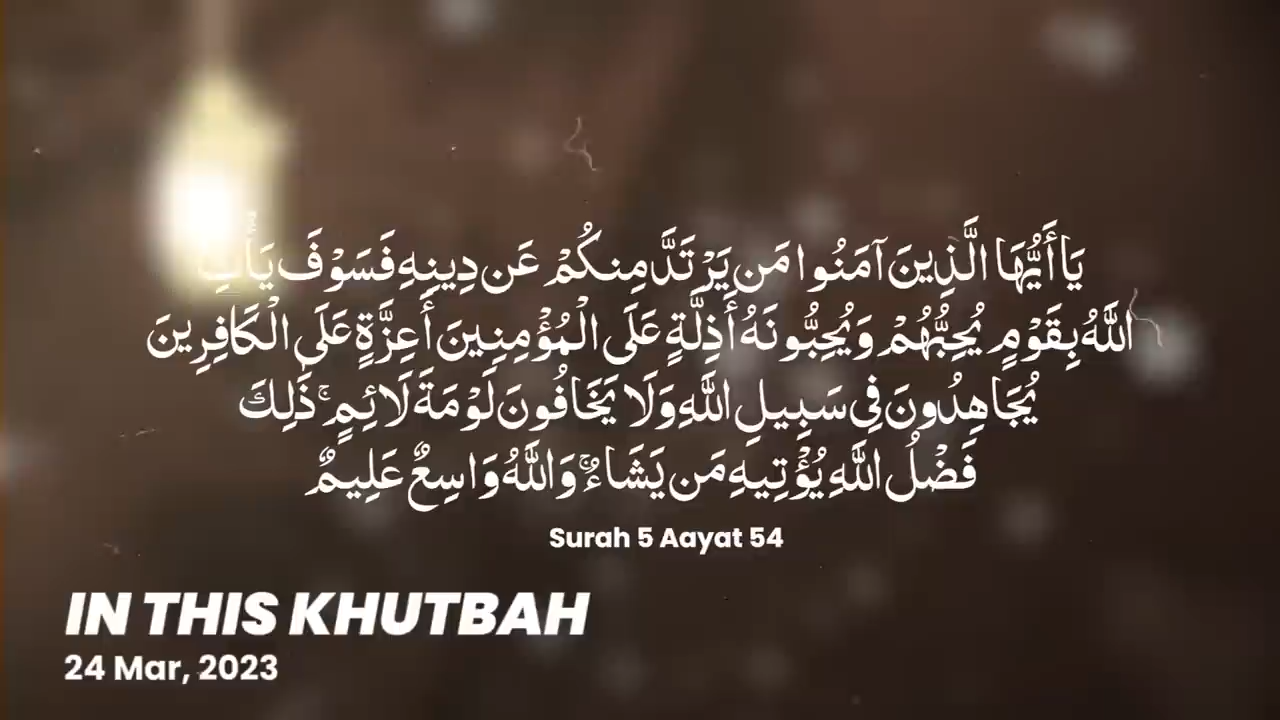 يَا أَيُّهَا الَّذِينَ آمَنُوا مَن يَرْتَدَّ مِنكُمْ عَن دِينِهِ فَسَوْفَ يَأْتِي
اللَّهُ بِقَوْمٍ يُحِبُّهُمْ وَيُحِبُّونَهُ أَذِلَّةٍ عَلَى الْمُؤْمِنِينَ أَعِزَّةٍ عَلَى الْكَافِرِينَ
يُجَاهِدُونَ فِي سَبِيلِ اللَّهِ وَلَا يَخَافُونَ لَوْمَةَ لَائِمٍ ۚ ذَٰلِكَ
فَضْلُ اللَّهِ يُؤْتِيهِ مَن يَشَاءُ ۚ وَاللَّهُ وَاسِعٌ عَلِيمٌ
Surah 5 Aayat 54
IN THIS KHUTBAH
24 Mar, 2023